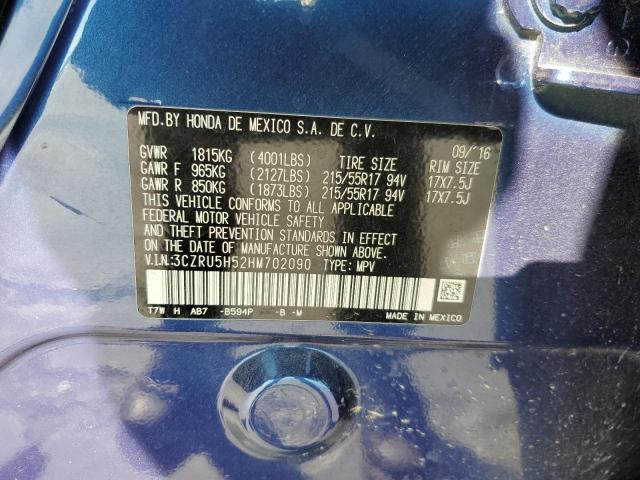 MFD.BY HONDA DE MEXICO S.A. DE C.V.
09/'16
GVWR 1815KG (4001LBS) TIRE SIZE RIM SIZE
GAWR F 965KG (2127LBS) 215/55R17 94V 17X7.5J
GAWR R 850KG (1873LBS) 215/55R17 94V 17X7.5J
THIS VEHICLE CONFORMS TO ALL APPLICABLE
FEDERAL MOTOR VEHICLE SAFETY
AND THEFT PREVENTION STANDARDS IN EFFECT
ON THE DATE OF MANUFACTURE SHOWN ABOVE.
V.I.N.:3CZRU5H52HM702090 TYPE: MPV
T7W H AB7 -B594P -B -M
MADE IN MEXICO